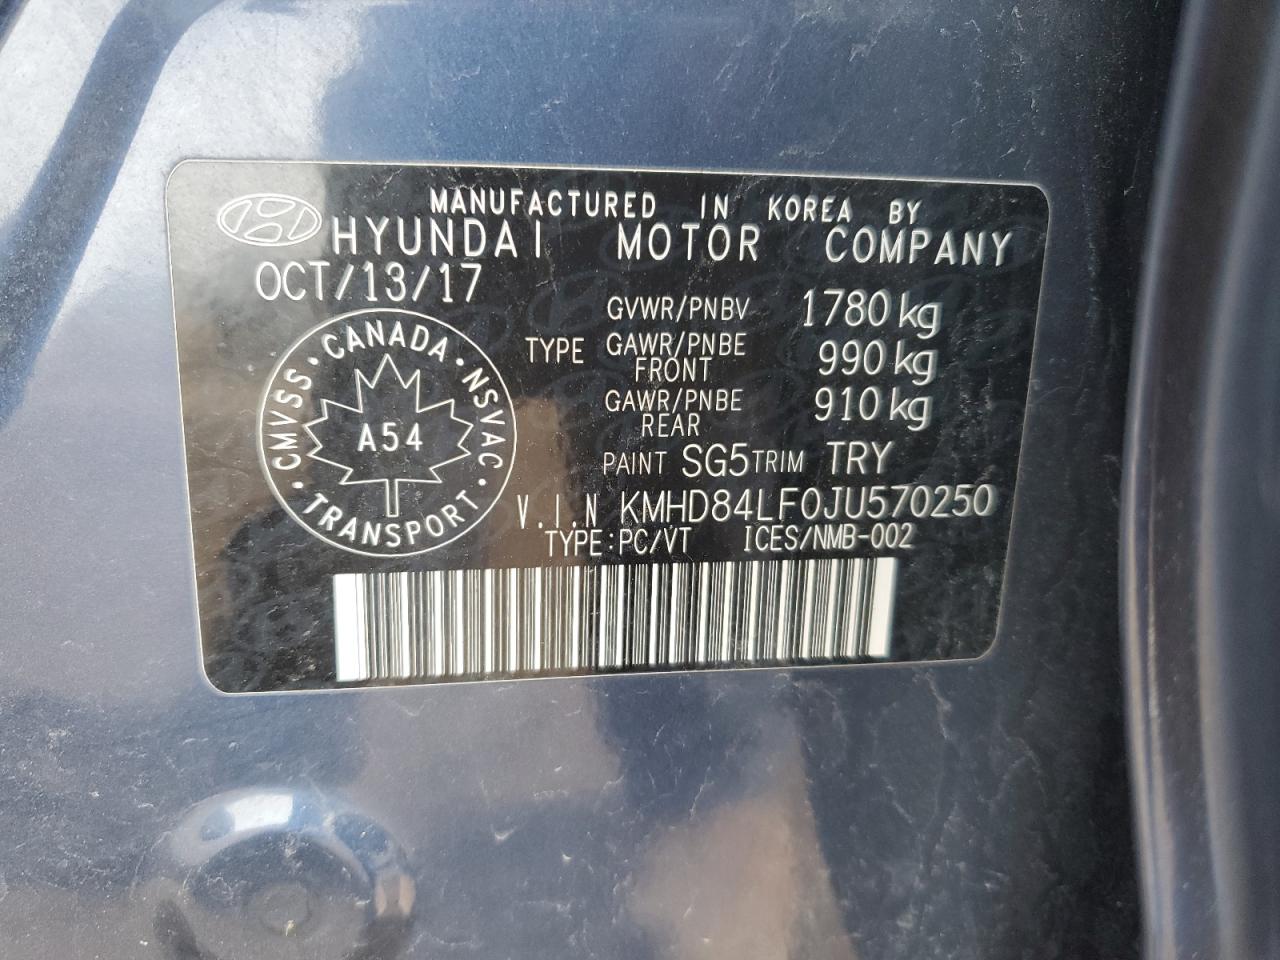 MANUFACTURED IN KOREA BY
HYUNDAI MOTOR COMPANY
OCT/13/17
GVWR/PNBV 1780 kg
TYPE GAWR/PNBE FRONT 990 kg
GAWR/PNBE REAR 910 kg
PAINT SG5 TRIM TRY
V.I.N KMHD84LF0JU570250
TYPE:PC/VT ICES/NMB-002
CANADA · NSVAC · TRANSPORT · CMVSS ·
A54